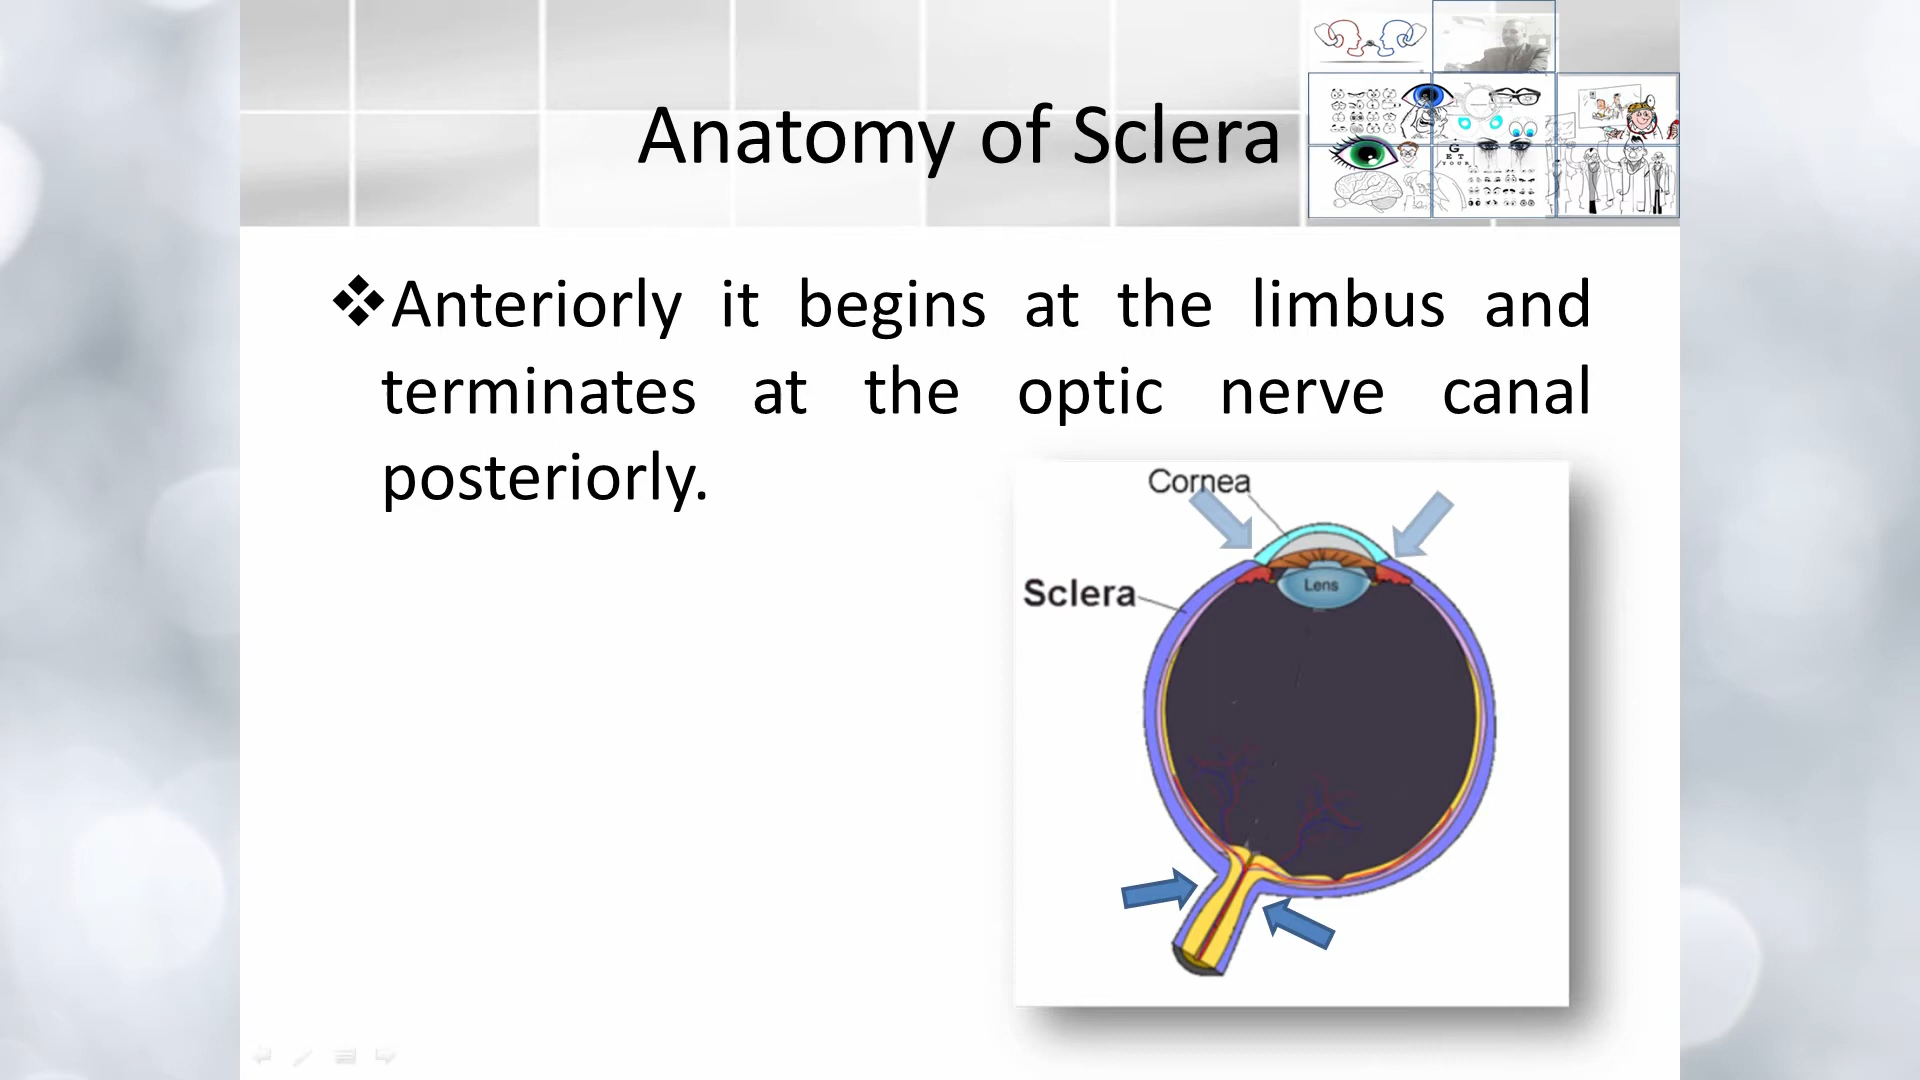 Anatomy of Sclera
G
E T
Y O U R
❖Anteriorly it begins at the limbus and
terminates at the optic nerve canal
posteriorly.
Cornea
Sclera
Lens